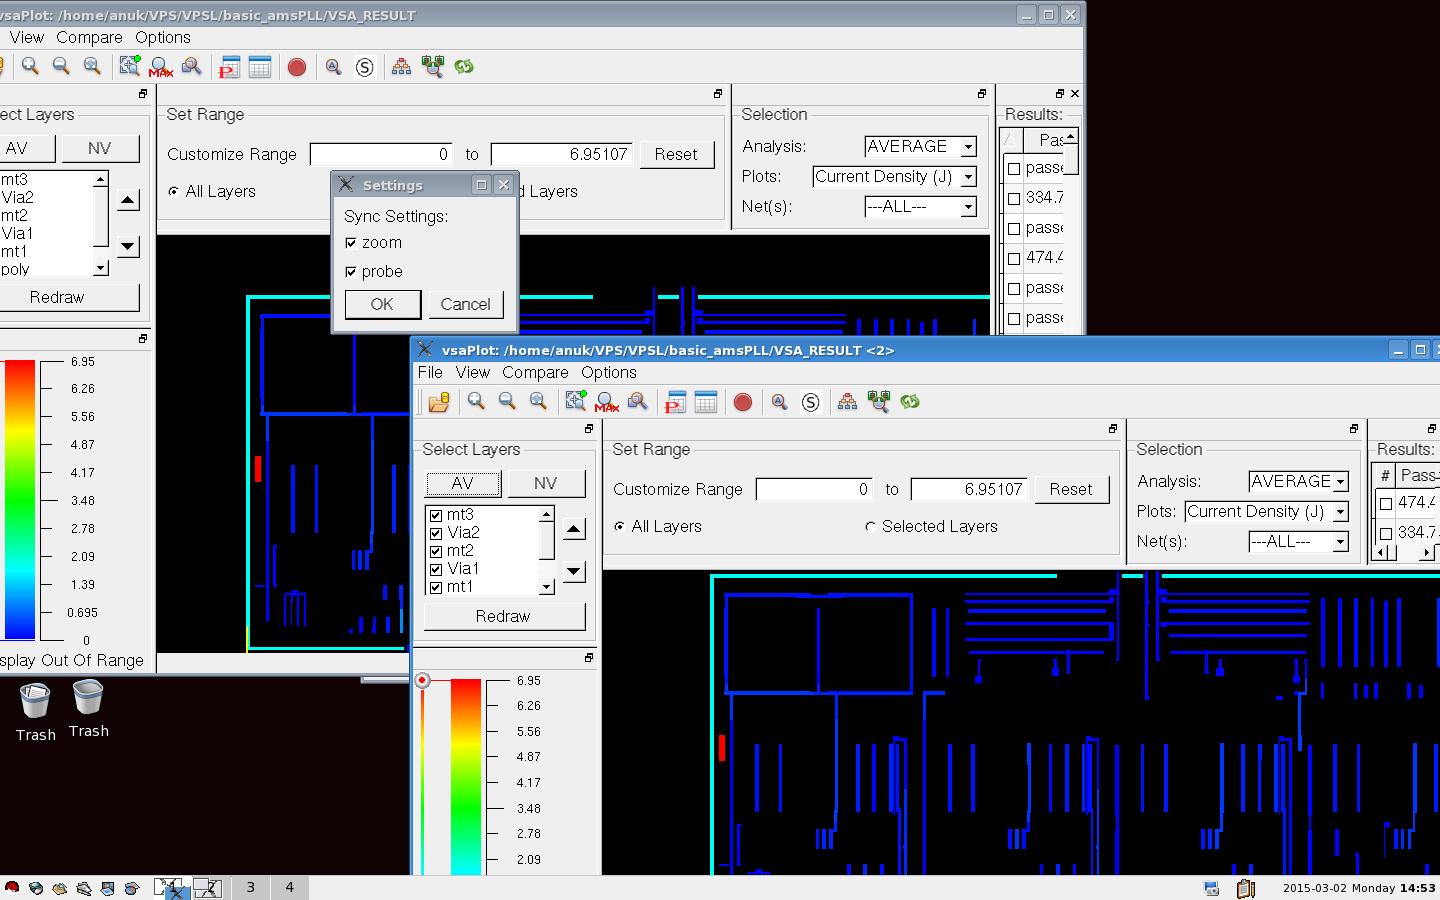 vsaPlot: /home/anuk/VPS/VPSL/basic_amsPLL/VSA_RESULT
View Compare Options
ect Layers
AV NV
mt3
Via2
mt2
Via1
mt1
poly
Redraw
Set Range
Customize Range 0 to 6.95107 Reset
All Layers
d Layers
Selection
Analysis: AVERAGE
Plots: Current Density (J)
Net(s): ---ALL---
Results:
Pas
passe
334.7
passe
474.4
passe
passe
Settings
Sync Settings:
zoom
probe
OK Cancel
6.95
6.26
5.56
4.87
4.17
3.48
2.78
2.09
1.39
0.695
0
splay Out Of Range
vsaPlot: /home/anuk/VPS/VPSL/basic_amsPLL/VSA_RESULT <2>
File View Compare Options
Select Layers
AV NV
mt3
Via2
mt2
Via1
mt1
Redraw
Set Range
Customize Range 0 to 6.95107 Reset
All Layers Selected Layers
Selection
Analysis: AVERAGE
Plots: Current Density (J)
Net(s): ---ALL---
Results:
# Pass
474.4
334.7
6.95
6.26
5.56
4.87
4.17
3.48
2.78
2.09
Trash Trash
1 2 3 4
2015-03-02 Monday 14:53